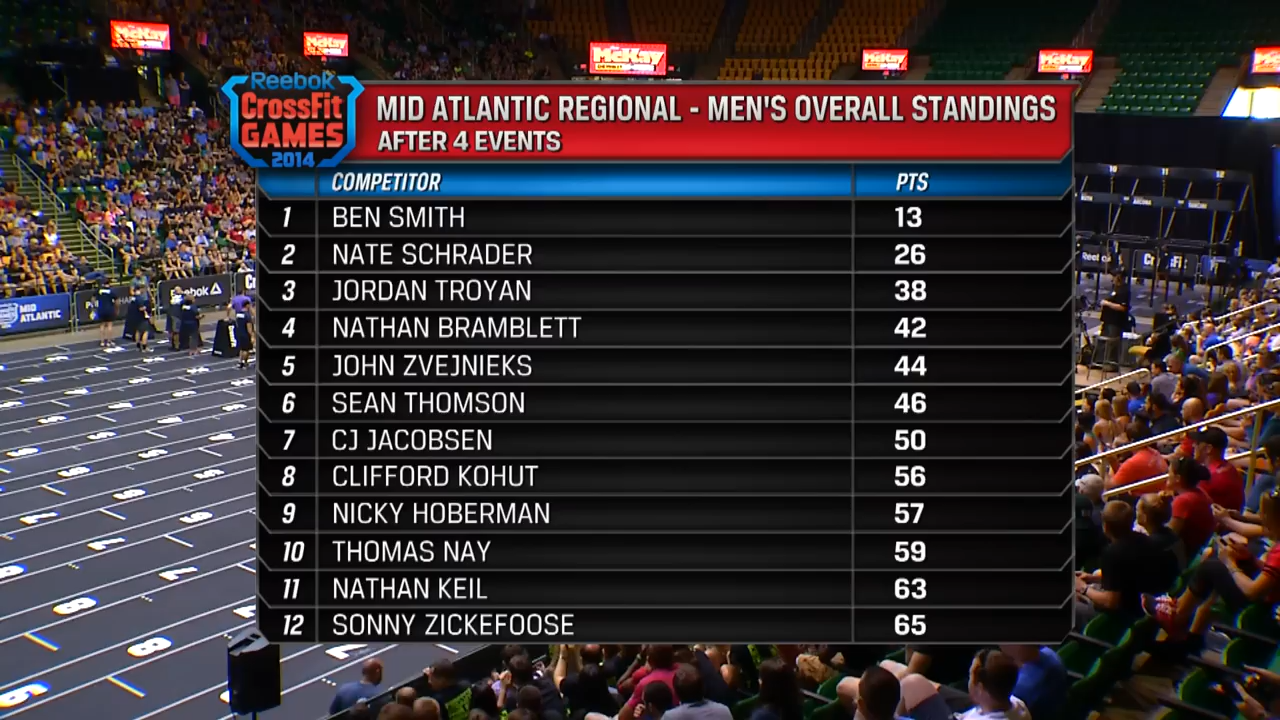 McKay
McKay
McKay
McKay
McKay
Reebok
CrossFit
GAMES
2014
MID ATLANTIC REGIONAL - MEN'S OVERALL STANDINGS
AFTER 4 EVENTS
COMPETITOR PTS
1 BEN SMITH 13
2 NATE SCHRADER 26
3 JORDAN TROYAN 38
4 NATHAN BRAMBLETT 42
5 JOHN ZVEJNIEKS 44
6 SEAN THOMSON 46
7 CJ JACOBSEN 50
8 CLIFFORD KOHUT 56
9 NICKY HOBERMAN 57
10 THOMAS NAY 59
11 NATHAN KEIL 63
12 SONNY ZICKEFOOSE 65
MID
ATLANTIC
Reebok
Reebok